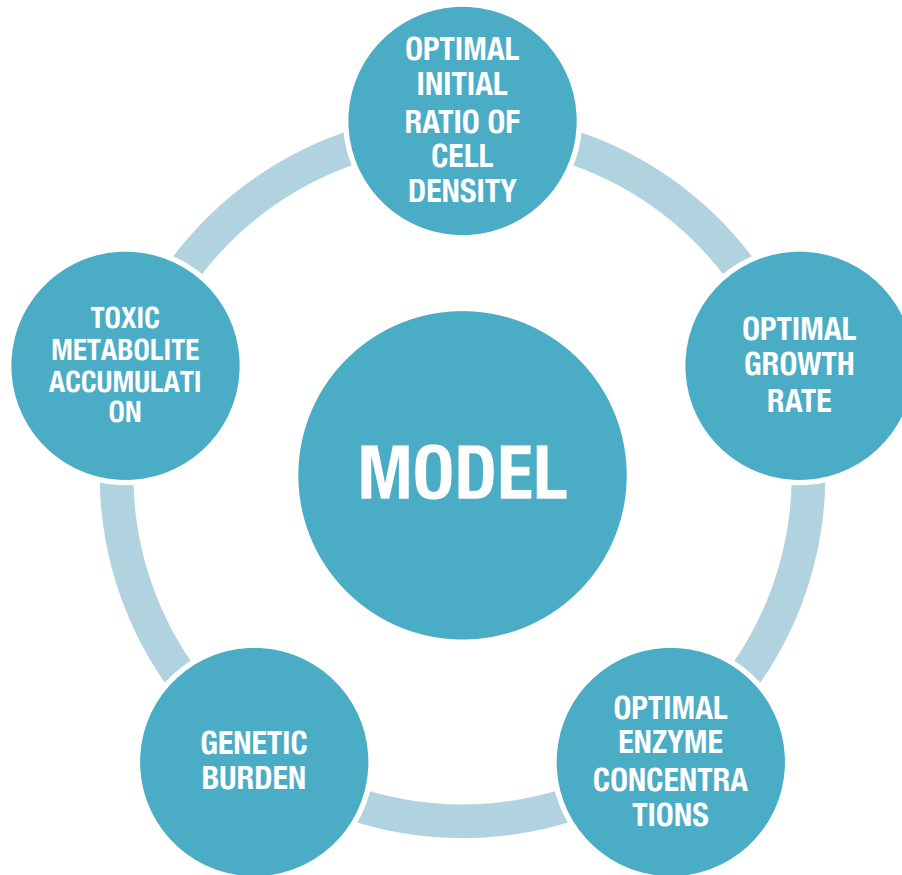 OPTIMAL
INITIAL
RATIO OF
CELL
DENSITY
TOXIC
METABOLITE
ACCUMULATI
ON
OPTIMAL
GROWTH
RATE
MODEL
GENETIC
BURDEN
OPTIMAL
ENZYME
CONCENTRA
TIONS